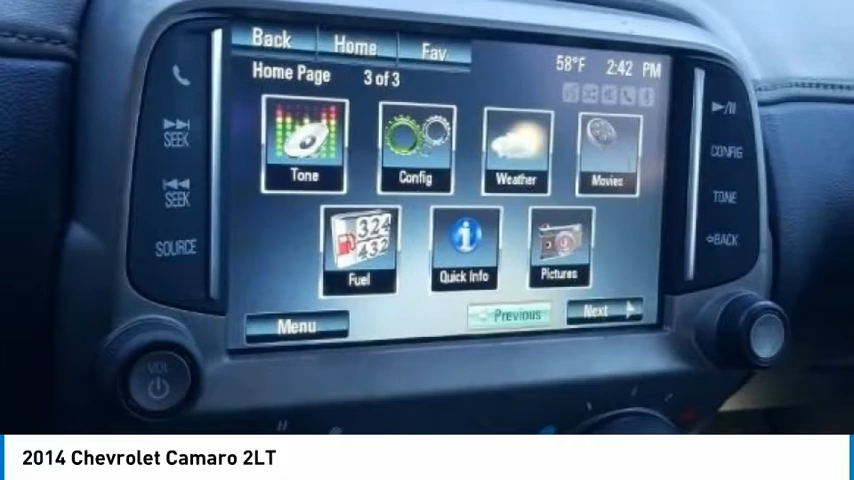 Back Home Fav
Home Page 3 of 3
58°F 2:42 PM
Tone Config Weather Movies
324
432
Fuel Quick Info Pictures
Menu Previous Next
SEEK
SEEK
SOURCE
VOL
CONFIG
TONE
BACK
2014 Chevrolet Camaro 2LT